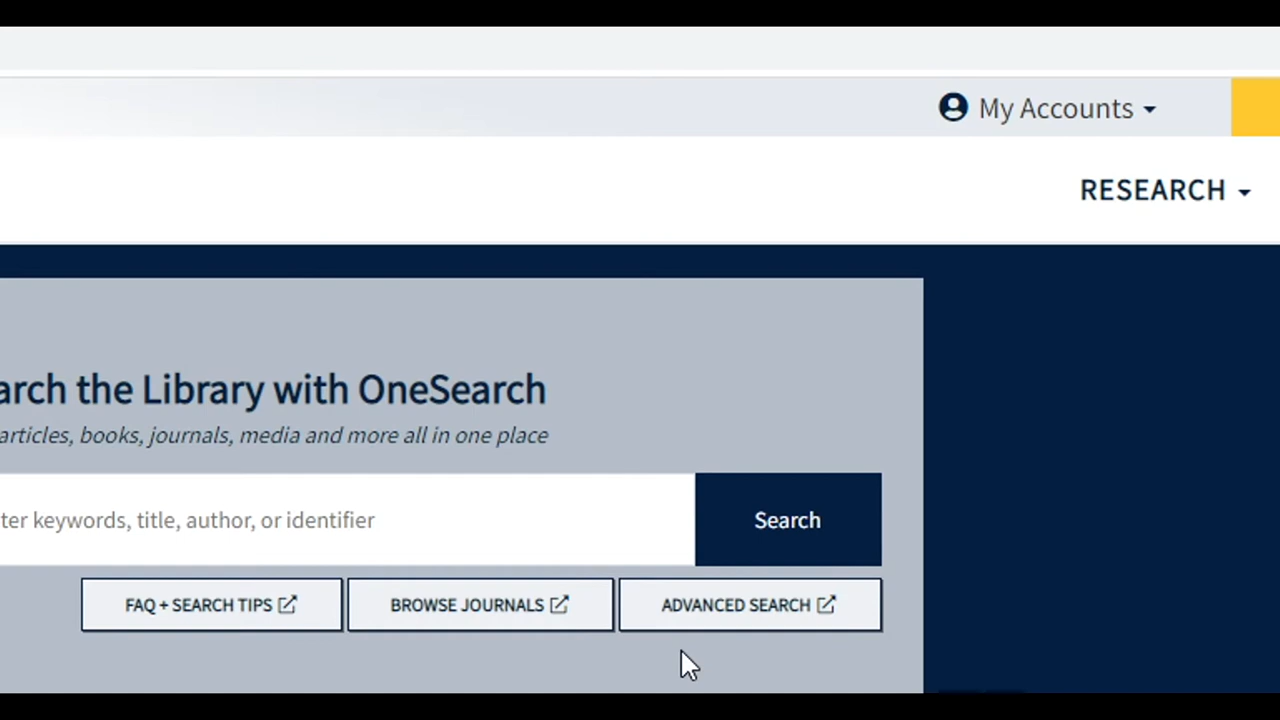 My Accounts
RESEARCH
arch the Library with OneSearch
articles, books, journals, media and more all in one place
ter keywords, title, author, or identifier
Search
FAQ + SEARCH TIPS
BROWSE JOURNALS
ADVANCED SEARCH